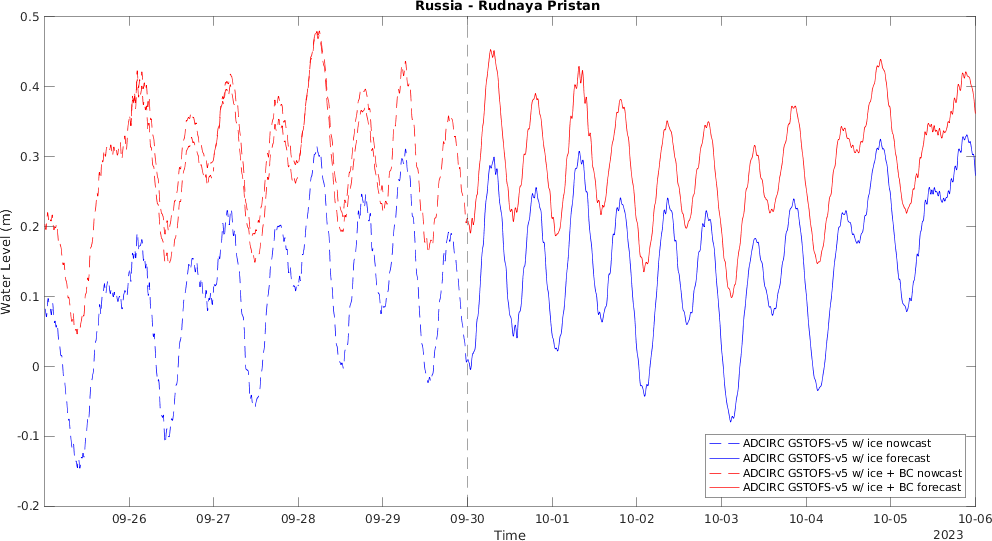 Russia - Rudnaya Pristan
0.5
0.4
0.3
0.2
0.1
0
-0.1
-0.2
Water Level (m)
ADCIRC GSTOFS-v5 w/ ice nowcast
ADCIRC GSTOFS-v5 w/ ice forecast
ADCIRC GSTOFS-v5 w/ ice + BC nowcast
ADCIRC GSTOFS-v5 w/ ice + BC forecast
09-26 09-27 09-28 09-29 09-30 10-01 10-02 10-03 10-04 10-05 10-06
Time
2023